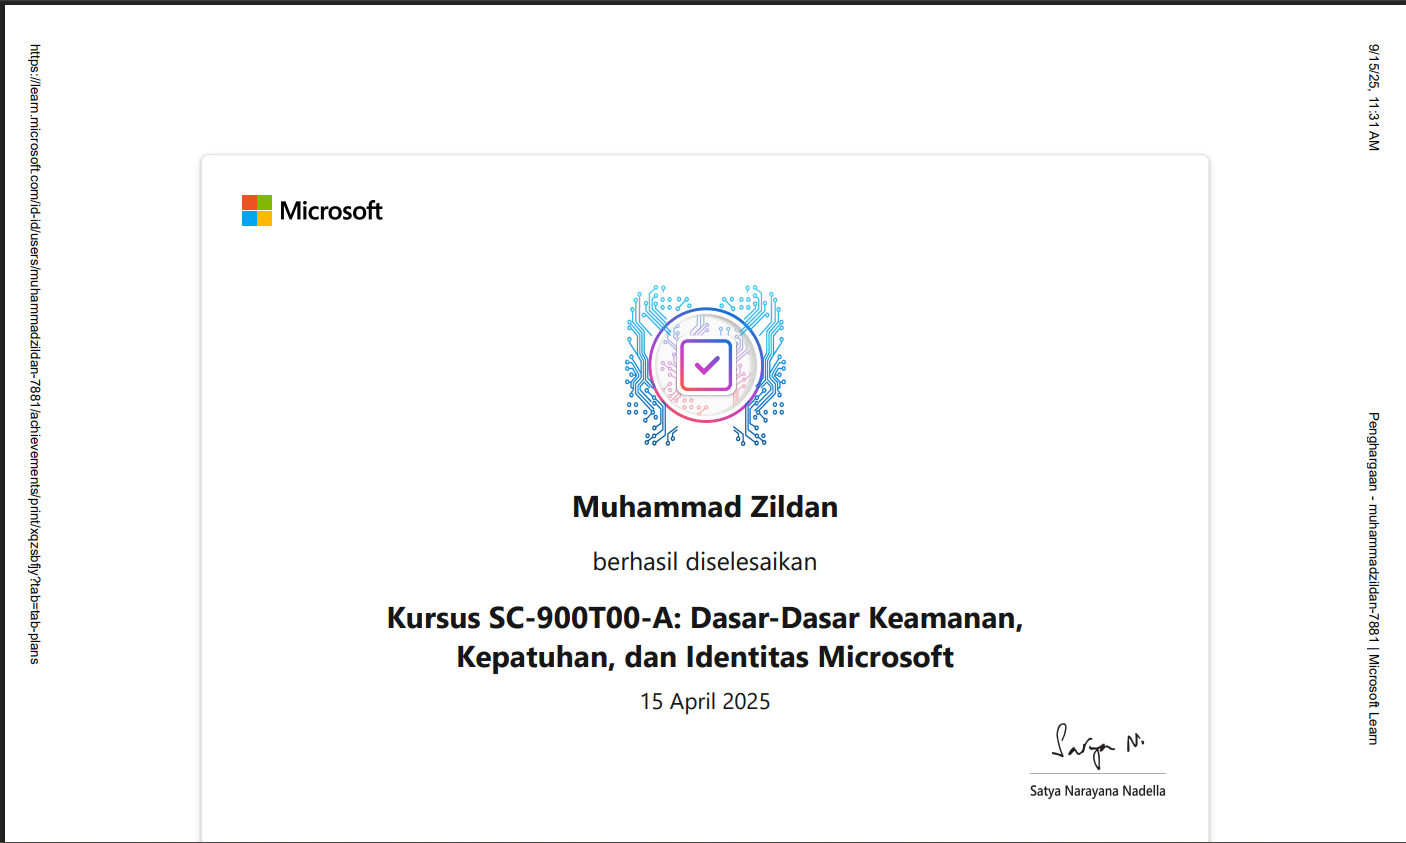 9/15/25, 11:31 AM
Penghargaan - muhammadzildan-7881 | Microsoft Learn
Microsoft
Muhammad Zildan
berhasil diselesaikan
Kursus SC-900T00-A: Dasar-Dasar Keamanan,
Kepatuhan, dan Identitas Microsoft
15 April 2025
Satya N.
Satya Narayana Nadella
https://learn.microsoft.com/id-id/users/muhammadzildan-7881/achievements/print/xqzsbfjy?tab=tab-plans